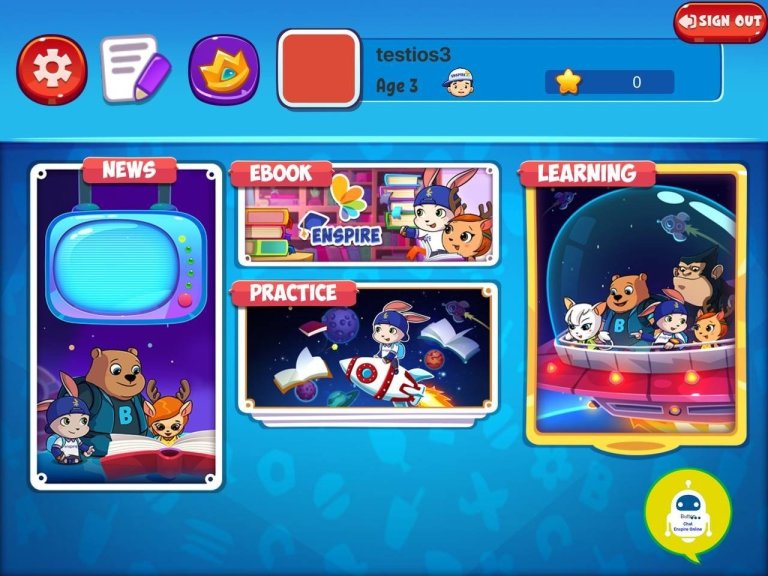 SIGN OUT
testios3
Age 3
0
NEWS
EBOOK
LEARNING
ENSPIRE
PRACTICE
B
B
Chat
Enspire Online